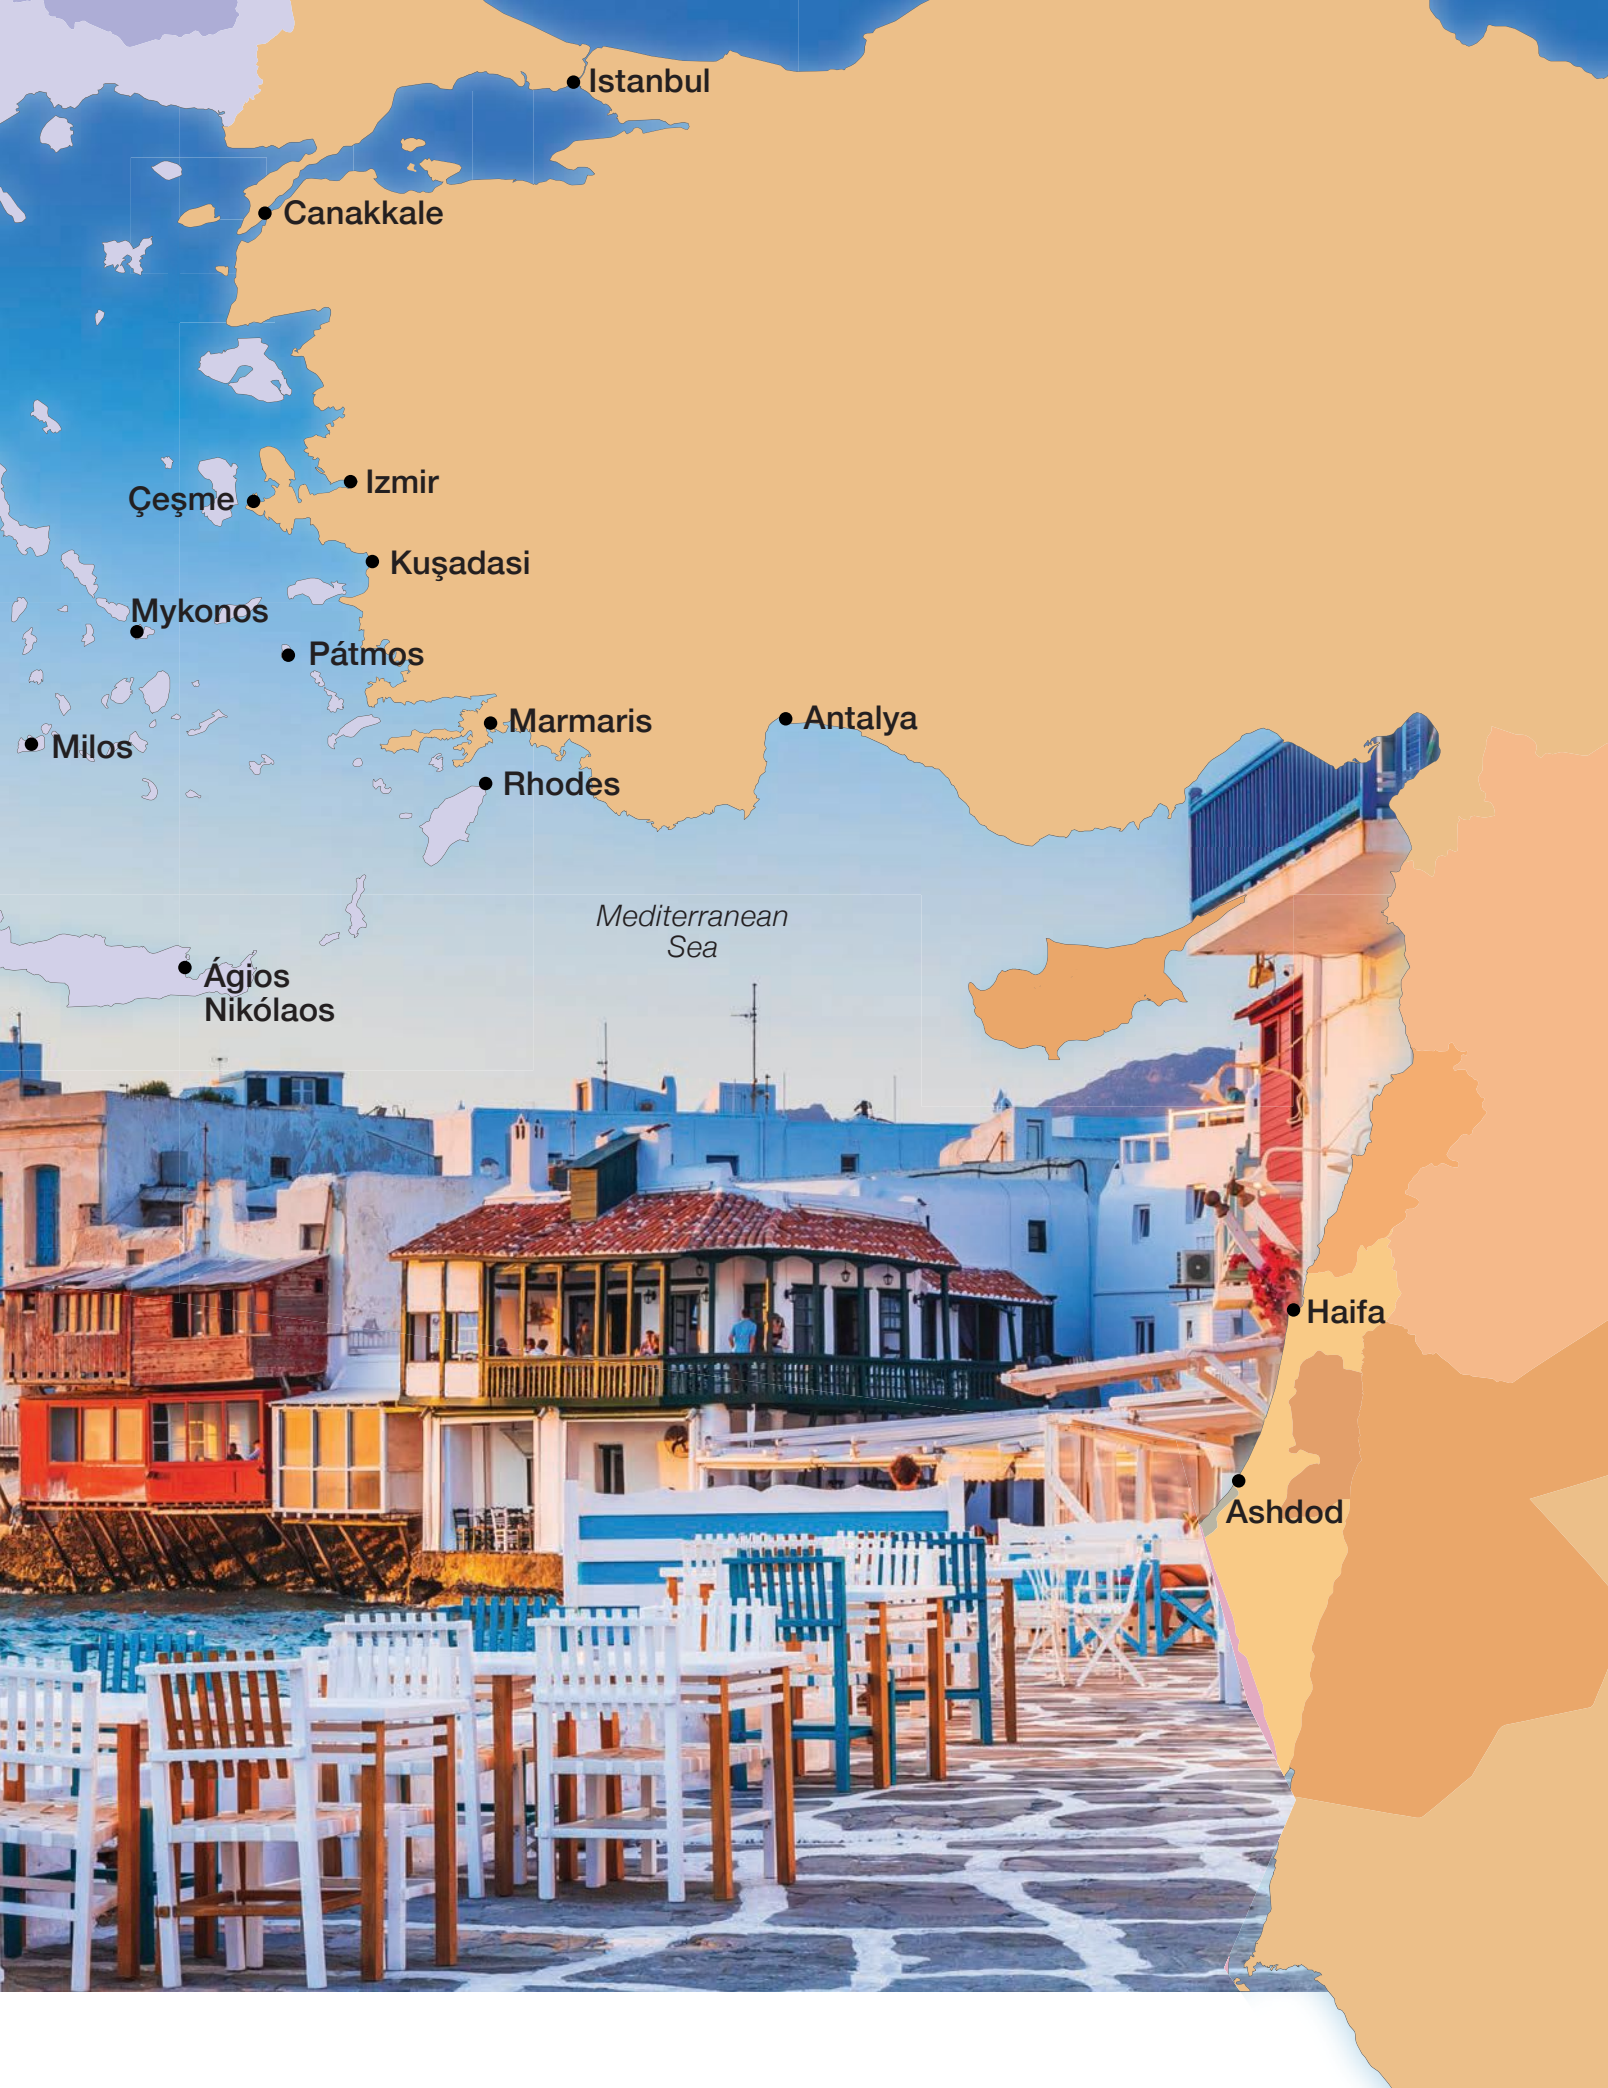 Istanbul
Canakkale
Izmir
Çeşme
Kuşadasi
Mykonos
Pátmos
Marmaris
Antalya
Milos
Rhodes
Mediterranean
Sea
Ágios
Nikólaos
Haifa
Ashdod